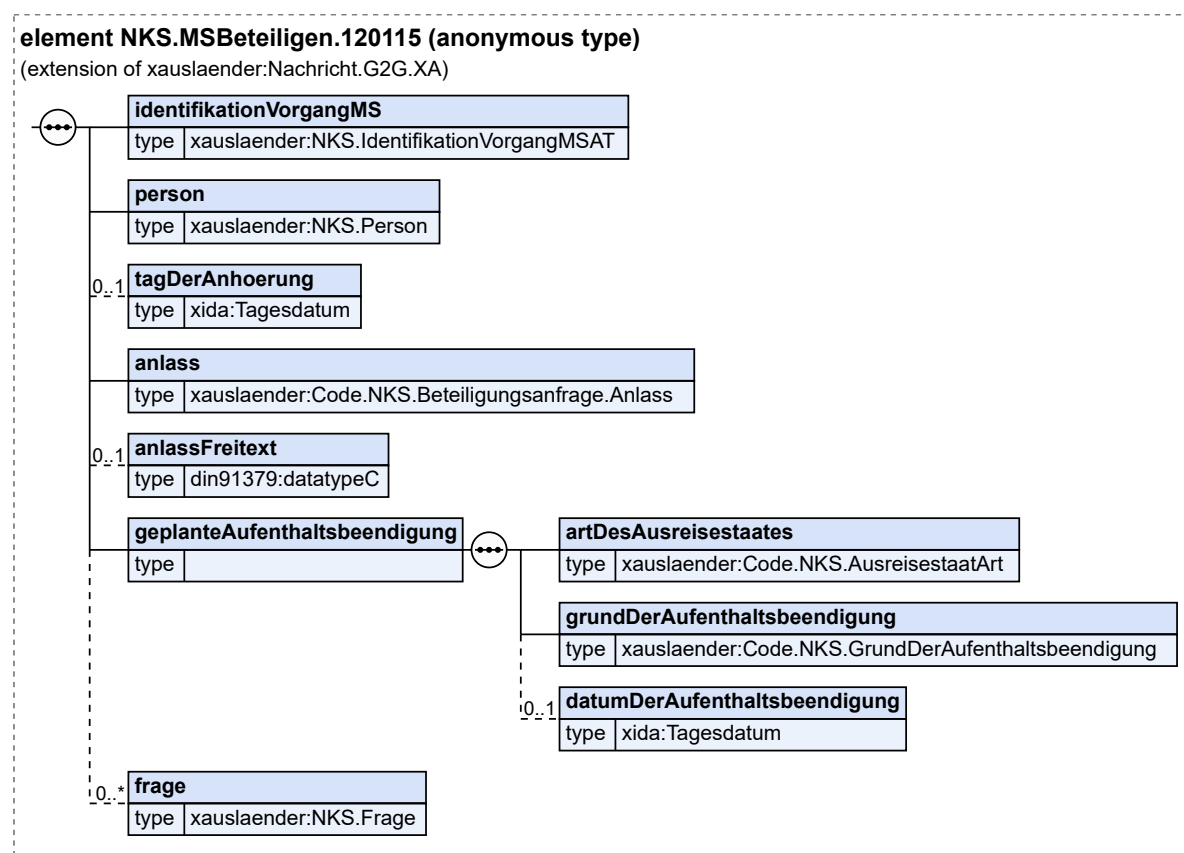 element NKS.MSBeteiligen.120115 (anonymous type)
(extension of xauslaender:Nachricht.G2G.XA)
identifikationVorgangMS
type xauslaender:NKS.IdentifikationVorgangMSAT
person
type xauslaender:NKS.Person
0..1 tagDerAnhoerung
type xida:Tagesdatum
anlass
type xauslaender:Code.NKS.Beteiligungsanfrage.Anlass
0..1 anlassFreitext
type din91379:datatypeC
geplanteAufenthaltsbeendigung
type
artDesAusreisestaates
type xauslaender:Code.NKS.AusreisestaatArt
grundDerAufenthaltsbeendigung
type xauslaender:Code.NKS.GrundDerAufenthaltsbeendigung
0..1 datumDerAufenthaltsbeendigung
type xida:Tagesdatum
0..* frage
type xauslaender:NKS.Frage